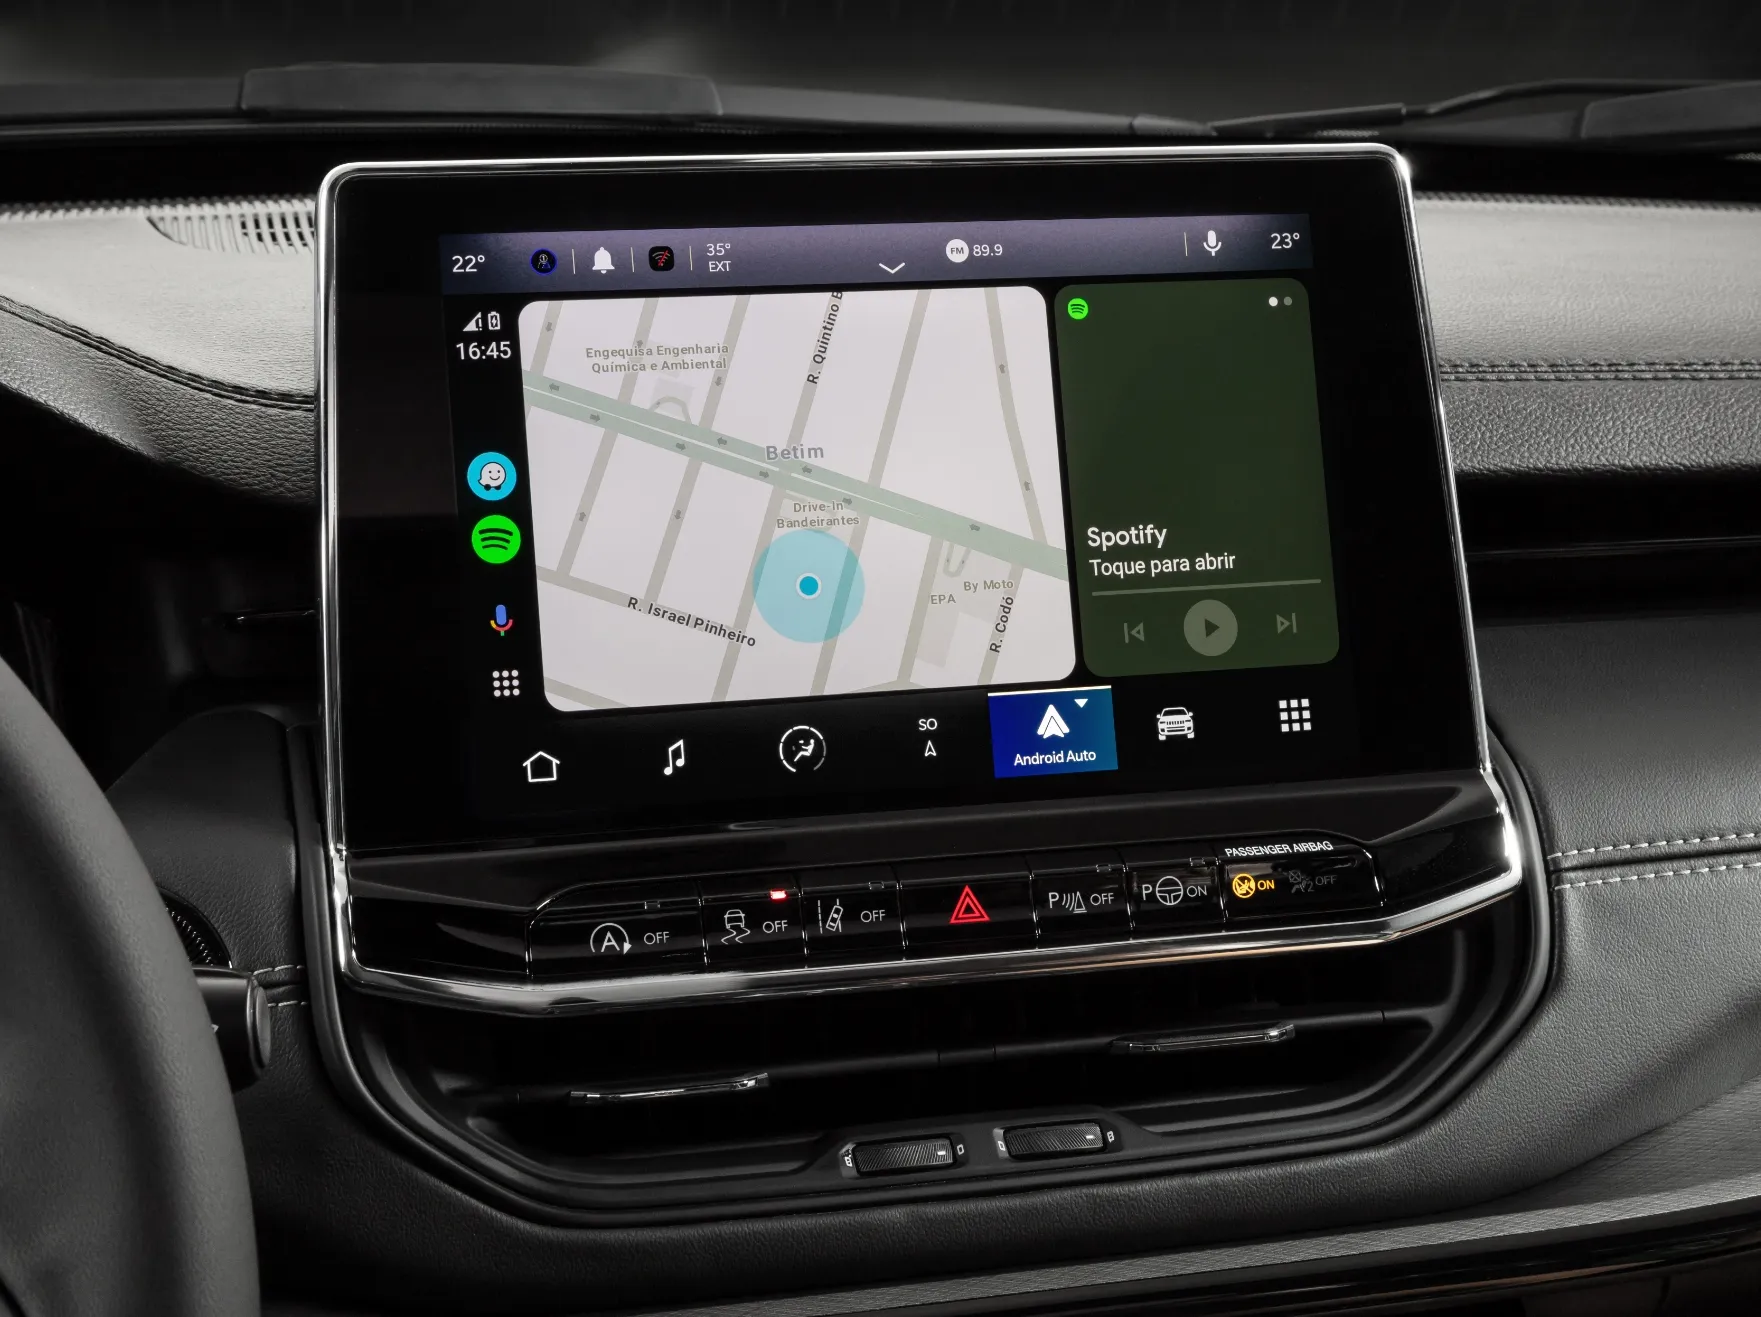 22°
35°
EXT
FM 89.9
23°
16:45
Engequisa Engenharia
Química e Ambiental
R. Quintino B
Betim
Drive-In
Bandeirantes
By Moto
EPA
R. Codó
R. Israel Pinheiro
Spotify
Toque para abrir
SO
Android Auto
PASSENGER AIRBAG
A OFF
OFF
OFF
P OFF
P ON
ON
2 OFF